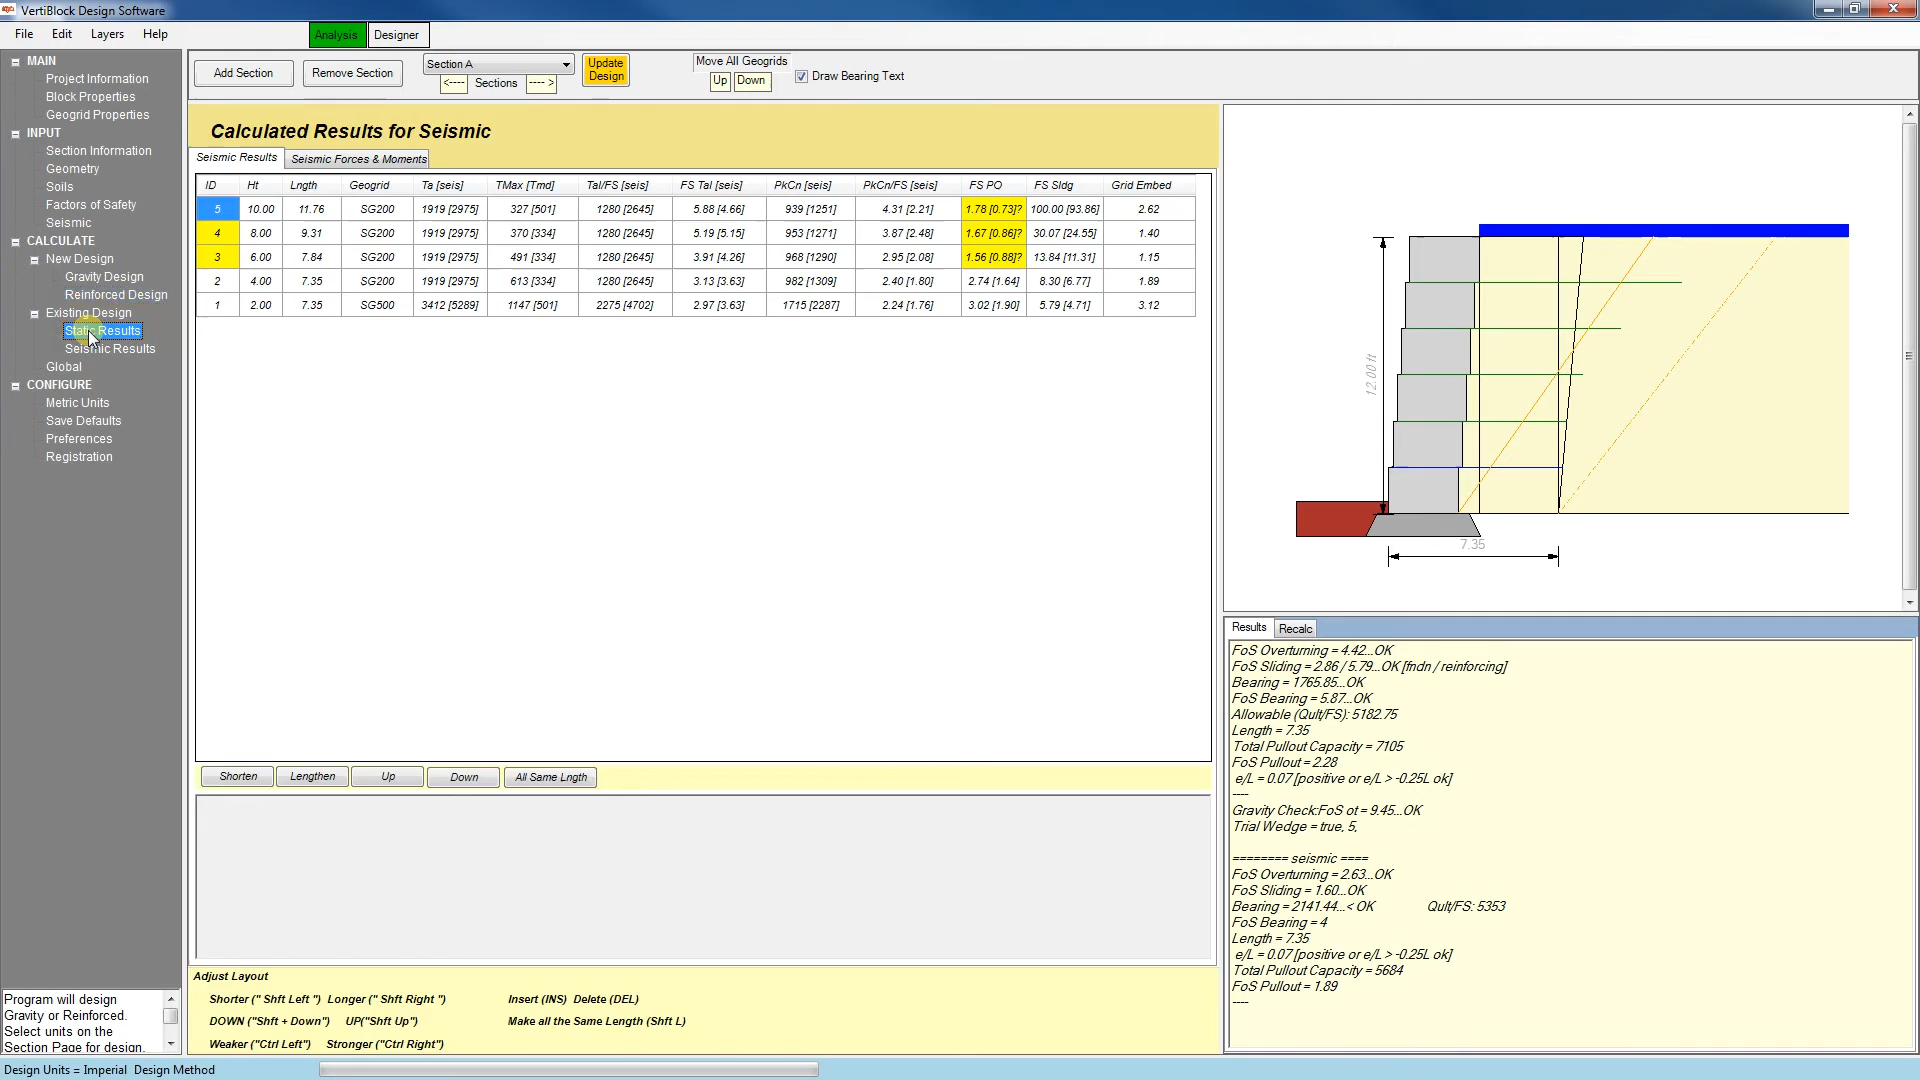 VertiBlock Design Software
File Edit Layers Help
Analysis Designer
MAIN
Project Information
Block Properties
Geogrid Properties
INPUT
Section Information
Geometry
Soils
Factors of Safety
Seismic
CALCULATE
New Design
Gravity Design
Reinforced Design
Existing Design
Static Results
Seismic Results
Global
CONFIGURE
Metric Units
Save Defaults
Preferences
Registration
Program will design
Gravity or Reinforced.
Select units on the
Section Page for design.
Add Section Remove Section Section A Update Design
<---- Sections ---- >
Move All Geogrids
Up Down Draw Bearing Text
Calculated Results for Seismic
Seismic Results Seismic Forces & Moments
ID Ht Lngth Geogrid Ta [seis] TMax [Tmd] Tal/FS [seis] FS Tal [seis] PkCn [seis] PkCn/FS [seis] FS PO FS Sldg Grid Embed
5 10.00 11.76 SG200 1919 [2975] 327 [501] 1280 [2645] 5.88 [4.66] 939 [1251] 4.31 [2.21] 1.78 [0.73]? 100.00 [93.86] 2.62
4 8.00 9.31 SG200 1919 [2975] 370 [334] 1280 [2645] 5.19 [5.15] 953 [1271] 3.87 [2.48] 1.67 [0.86]? 30.07 [24.55] 1.40
3 6.00 7.84 SG200 1919 [2975] 491 [334] 1280 [2645] 3.91 [4.26] 968 [1290] 2.95 [2.08] 1.56 [0.88]? 13.84 [11.31] 1.15
2 4.00 7.35 SG200 1919 [2975] 613 [334] 1280 [2645] 3.13 [3.63] 982 [1309] 2.40 [1.80] 2.74 [1.64] 8.30 [6.77] 1.89
1 2.00 7.35 SG500 3412 [5289] 1147 [501] 2275 [4702] 2.97 [3.63] 1715 [2287] 2.24 [1.76] 3.02 [1.90] 5.79 [4.71] 3.12
Shorten Lengthen Up Down All Same Lngth
Adjust Layout
Shorter (" Shft Left ") Longer (" Shft Right ") Insert (INS) Delete (DEL)
DOWN ("Shft + Down") UP("Shft Up") Make all the Same Length (Shft L)
Weaker ("Ctrl Left") Stronger ("Ctrl Right")
12.00 ft
7.35
Results Recalc
FoS Overturning = 4.42...OK
FoS Sliding = 2.86 / 5.79...OK [fndn / reinforcing]
Bearing = 1765.85...OK
FoS Bearing = 5.87...OK
Allowable (Qult/FS): 5182.75
Length = 7.35
Total Pullout Capacity = 7105
FoS Pullout = 2.28
e/L = 0.07 [positive or e/L > -0.25L ok]
----
Gravity Check:FoS ot = 9.45...OK
Trial Wedge = true, 5,
======== seismic ====
FoS Overturning = 2.63...OK
FoS Sliding = 1.60...OK
Bearing = 2141.44...< OK Qult/FS: 5353
FoS Bearing = 4
Length = 7.35
e/L = 0.07 [positive or e/L > -0.25L ok]
Total Pullout Capacity = 5684
FoS Pullout = 1.89
----
Design Units = Imperial Design Method